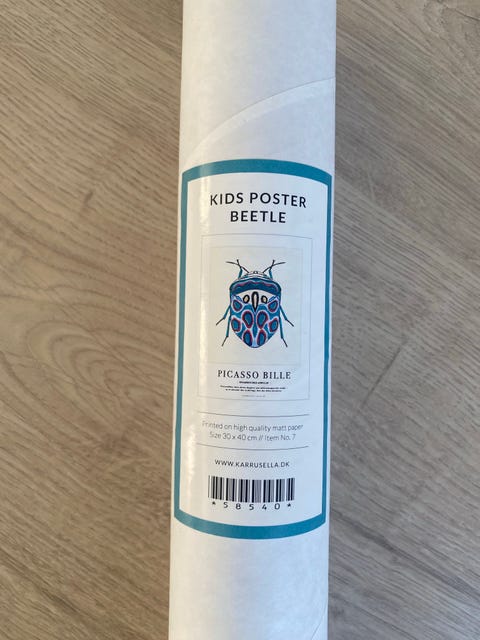 KIDS POSTER
BEETLE
PICASSO BILLE
Printed on high quality matt paper
Size 30 x 40 cm // Item No. 7
WWW.KARRUSELLA.DK
*58540*